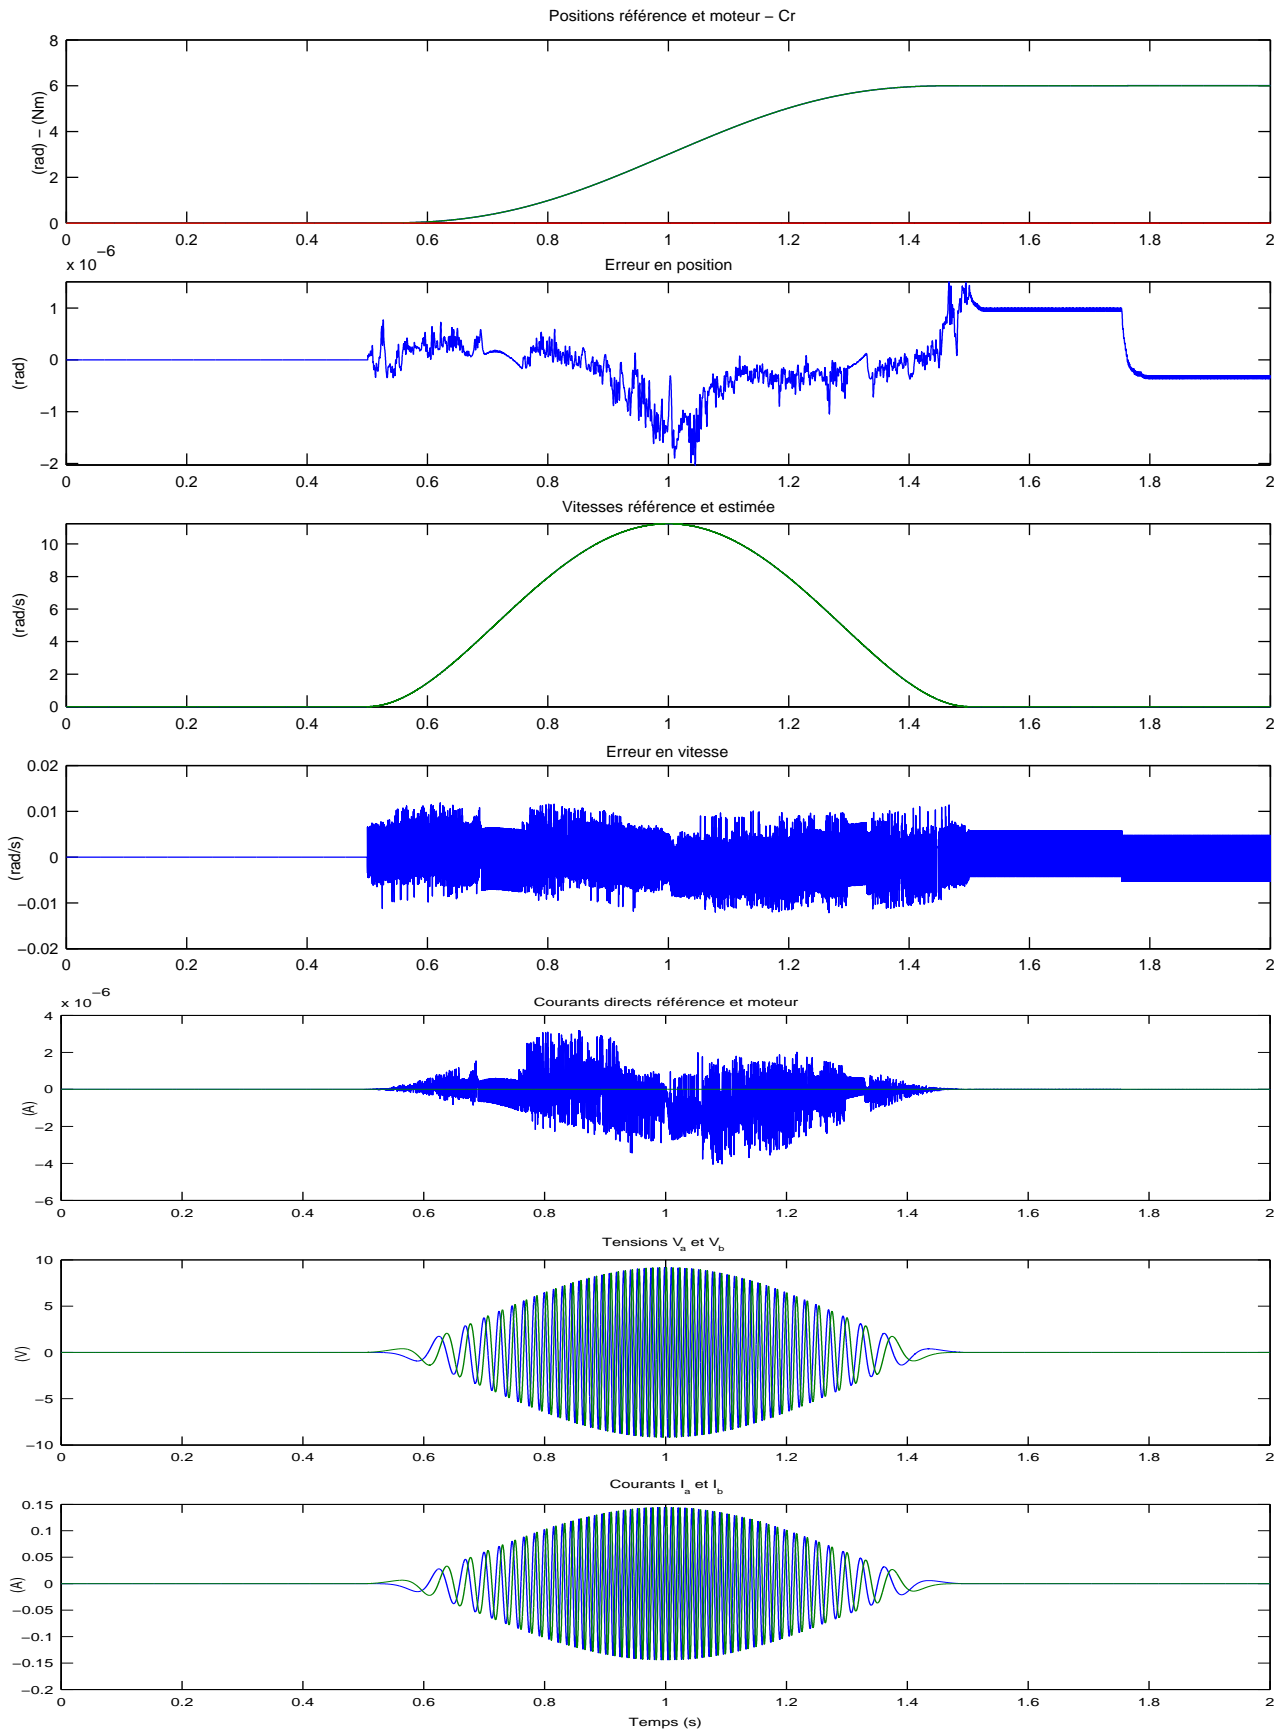 Positions référence et moteur – Cr
8
6
4
2
0
(rad) – (Nm)
0 0.2 0.4 0.6 0.8 1 1.2 1.4 1.6 1.8 2
x 10−6
Erreur en position
1
0
−1
−2
(rad)
0 0.2 0.4 0.6 0.8 1 1.2 1.4 1.6 1.8 2
Vitesses référence et estimée
10
8
6
4
2
0
(rad/s)
0 0.2 0.4 0.6 0.8 1 1.2 1.4 1.6 1.8 2
Erreur en vitesse
0.02
0.01
0
−0.01
−0.02
(rad/s)
0 0.2 0.4 0.6 0.8 1 1.2 1.4 1.6 1.8 2
x 10−6
Courants directs référence et moteur
4
2
0
−2
−4
−6
(A)
0 0.2 0.4 0.6 0.8 1 1.2 1.4 1.6 1.8 2
Tensions Va et Vb
10
5
0
−5
−10
(V)
0 0.2 0.4 0.6 0.8 1 1.2 1.4 1.6 1.8 2
Courants Ia et Ib
0.15
0.1
0.05
0
−0.05
−0.1
−0.15
−0.2
(A)
0 0.2 0.4 0.6 0.8 1 1.2 1.4 1.6 1.8 2
Temps (s)